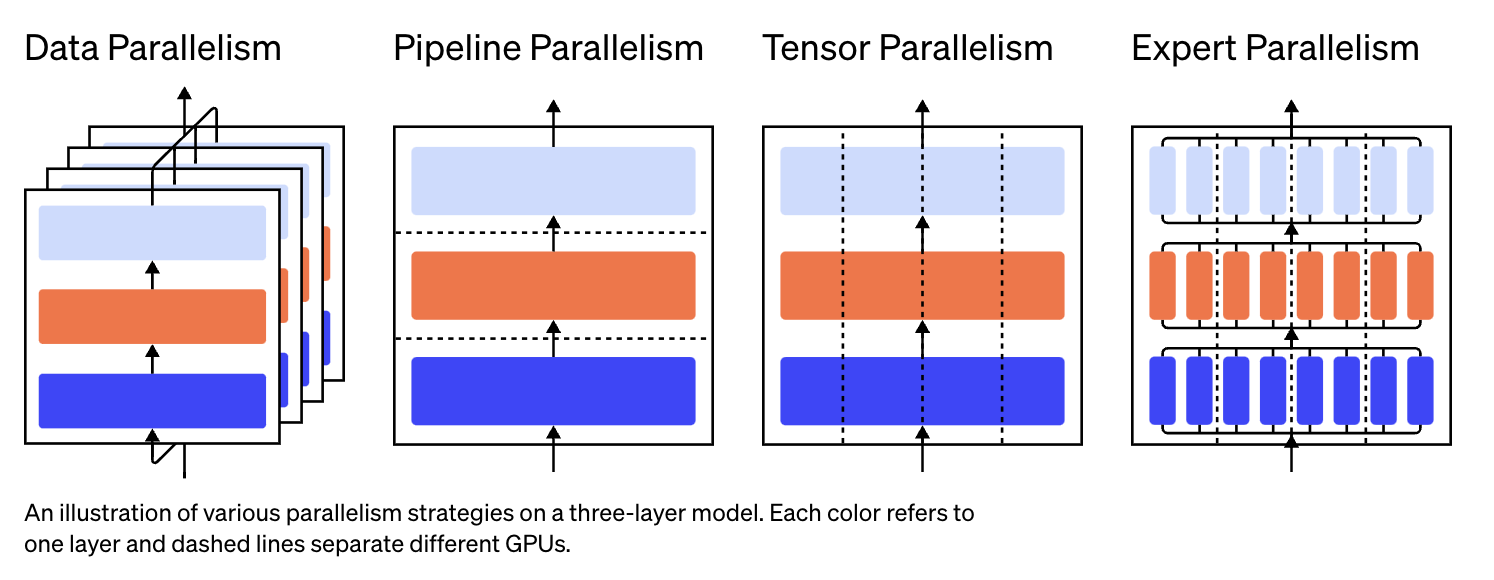 Data Parallelism
Pipeline Parallelism
Tensor Parallelism
Expert Parallelism
An illustration of various parallelism strategies on a three-layer model. Each color refers to
one layer and dashed lines separate different GPUs.